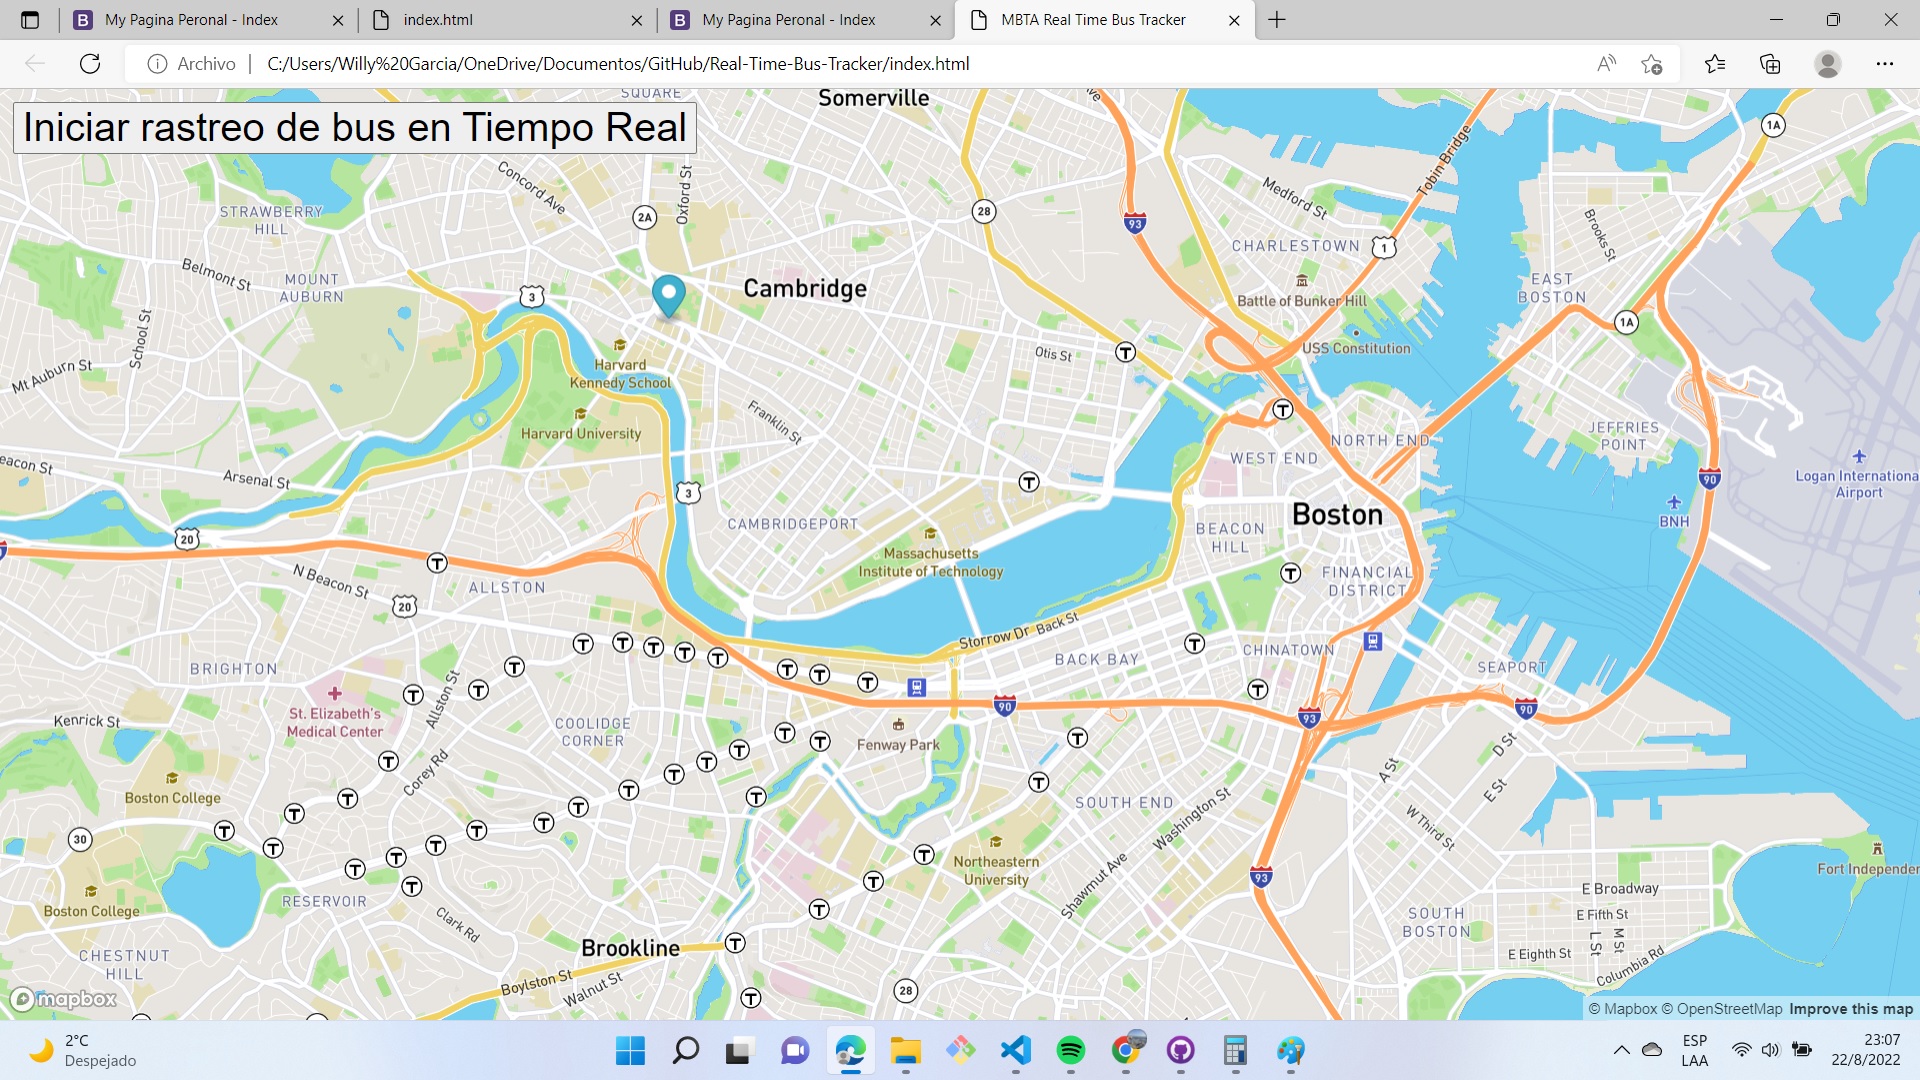 My Pagina Peronal - Index
index.html
My Pagina Peronal - Index
MBTA Real Time Bus Tracker
Archivo
C:/Users/Willy%20Garcia/OneDrive/Documentos/GitHub/Real-Time-Bus-Tracker/index.html
Iniciar rastreo de bus en Tiempo Real
SQUARE
Somerville
1A
Concord Ave
Oxford St
Tobin Bridge
Medford St
STRAWBERRY
HILL
2A
28
93
Brooks St
CHARLESTOWN
1
Belmont St
MOUNT
AUBURN
3
Cambridge
EAST
BOSTON
Battle of Bunker Hill
School St
1A
USS Constitution
Otis St
T
Harvard
Kennedy School
Mt Auburn St
Franklin St
T
Harvard University
NORTH END
JEFFRIES
POINT
WEST END
eacon St
Arsenal St
T
90
Logan Internationa
Airport
3
BNH
CAMBRIDGEPORT
Boston
BEACON
HILL
20
Massachusetts
Institute of Technology
T
N Beacon St
ALLSTON
T
FINANCIAL
DISTRICT
20
Storrow Dr
Back St
T T T T T T
T T T
T
BACK BAY
CHINATOWN
SEAPORT
BRIGHTON
T
T
T
T
Allston St
St. Elizabeth's
Medical Center
90
93
90
Kenrick St
COOLIDGE
CORNER
Fenway Park
T
T
T
T
D St
Corey Rd
T
T
T
T
T
A St
E St
Boston College
T
T
T
T
T
T
SOUTH END
Washington St
W Third St
30
T
T
T
T
T
T
T
T
T
Northeastern
University
Shawmut Ave
93
Fort Independen
Boston College
RESERVOIR
Clark Rd
T
E Broadway
E Fifth St
SOUTH
BOSTON
L St
M St
E Eighth St
Columbia Rd
CHESTNUT
HILL
Brookline
T
Boylston St
Walnut St
28
T
mapbox
© Mapbox © OpenStreetMap Improve this map
2°C
Despejado
ESP
LAA
23:07
22/8/2022